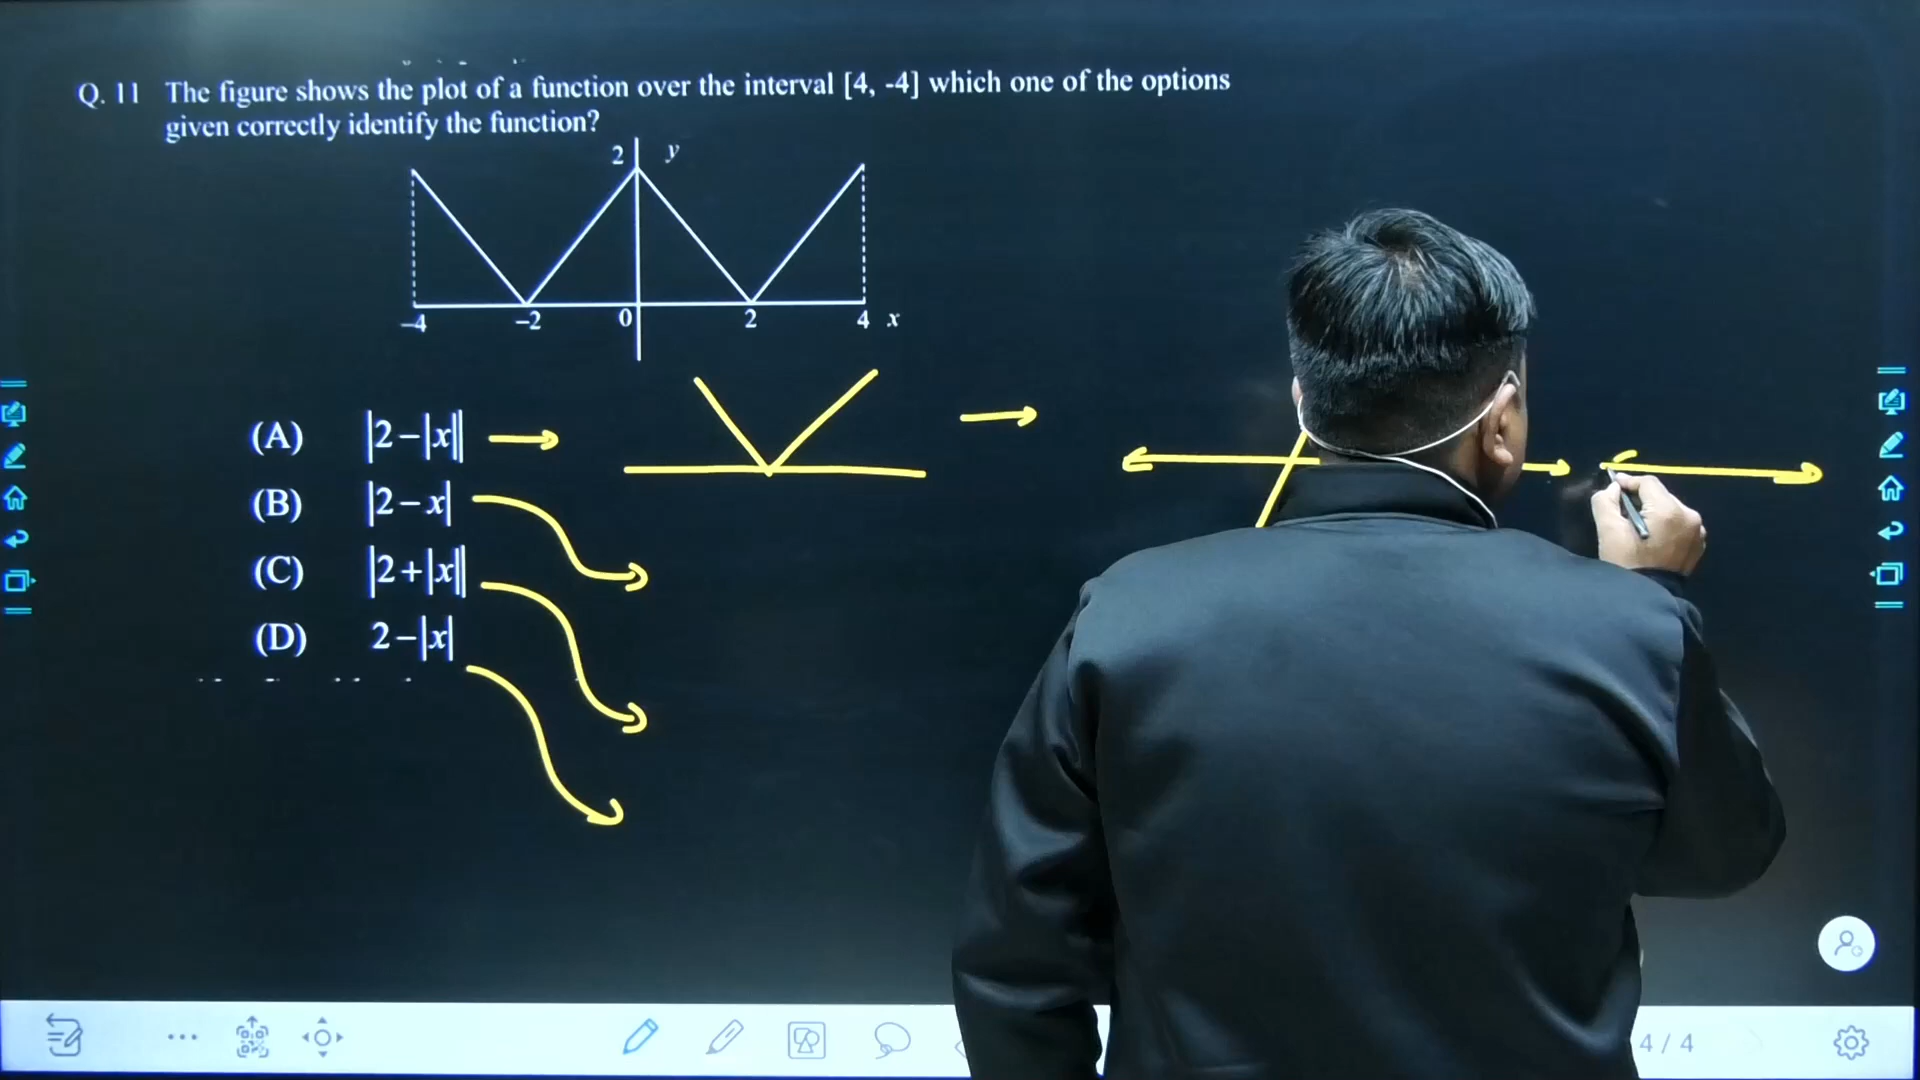 Q. 11 The figure shows the plot of a function over the interval [4, -4] which one of the options
given correctly identify the function?
2 y
-4 -2 0 2 4 x
(A) |2-|x||
(B) |2-x|
(C) |2+|x||
(D) 2-|x|
4 / 4